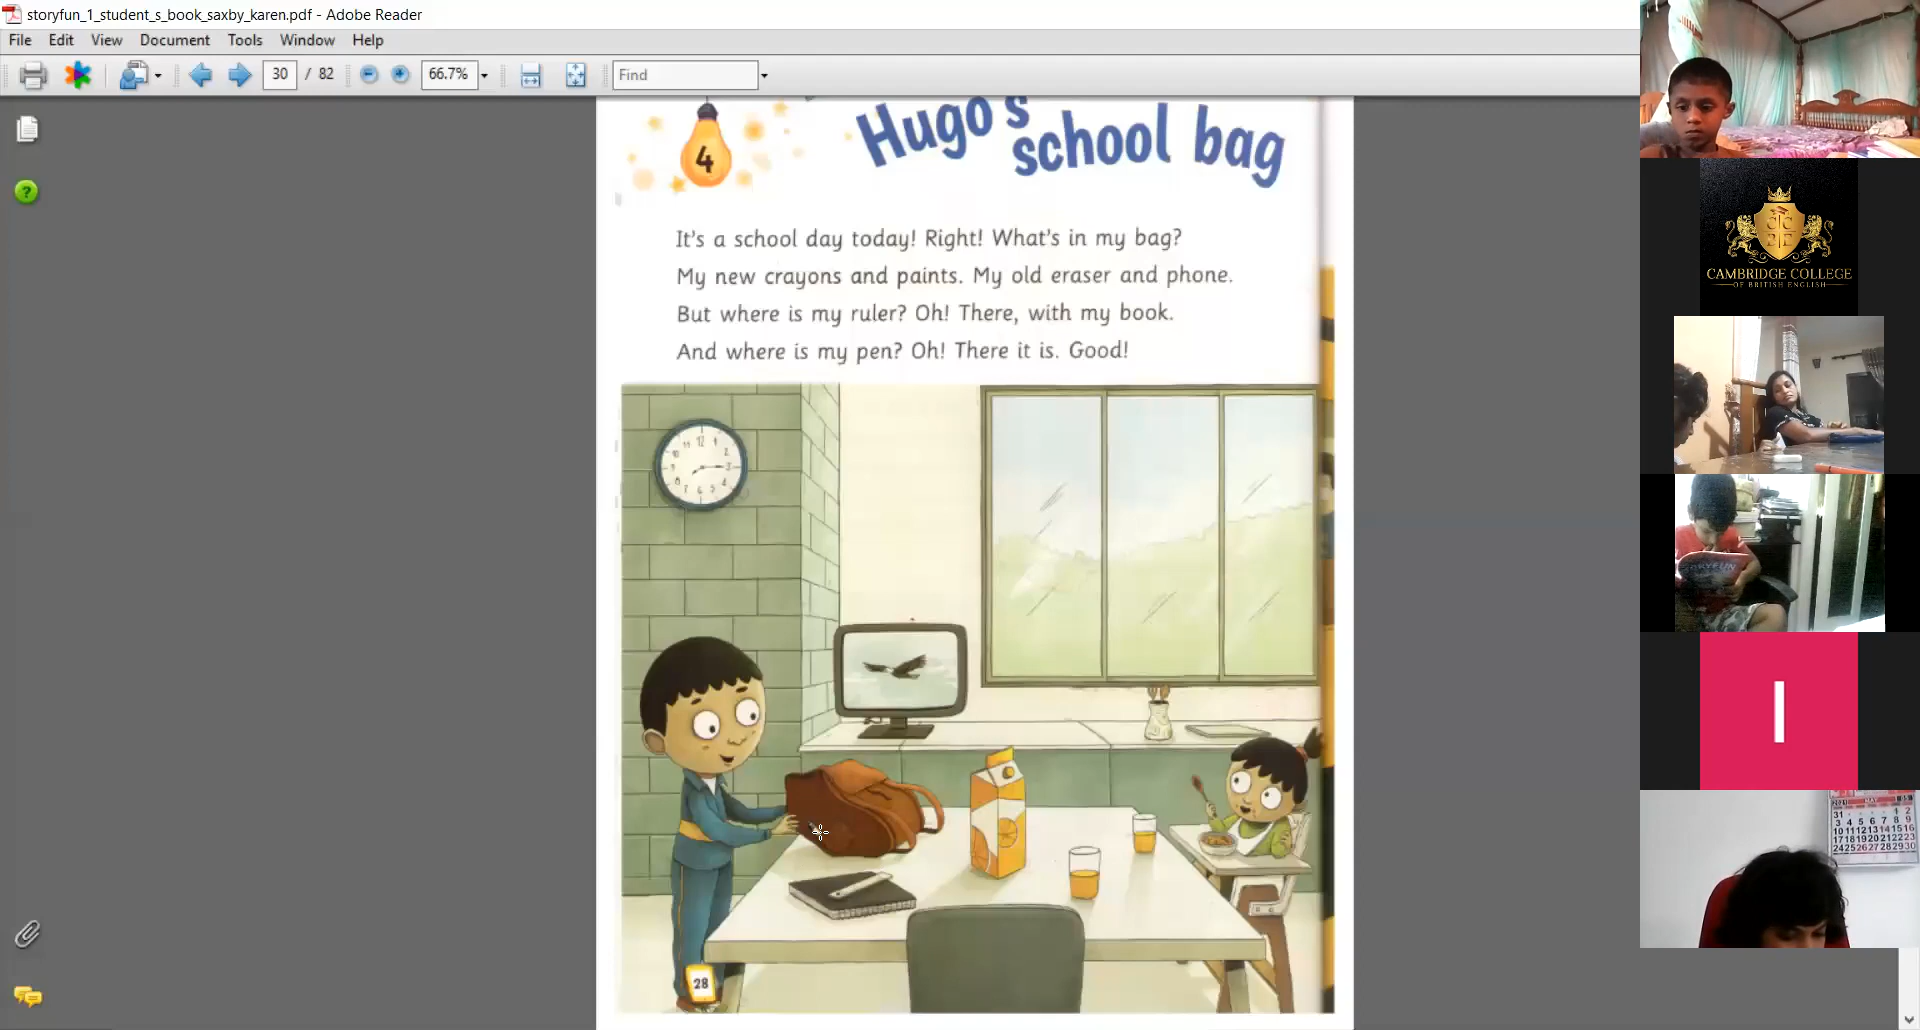 storyfun_1_student_s_book_saxby_karen.pdf - Adobe Reader
File Edit View Document Tools Window Help
30 / 82 66.7% Find
4
Hugo's school bag
It's a school day today! Right! What's in my bag?
My new crayons and paints. My old eraser and phone.
But where is my ruler? Oh! There, with my book.
And where is my pen? Oh! There it is. Good!
28
CAMBRIDGE COLLEGE
OF BRITISH ENGLISH
I
2021 MAY 05